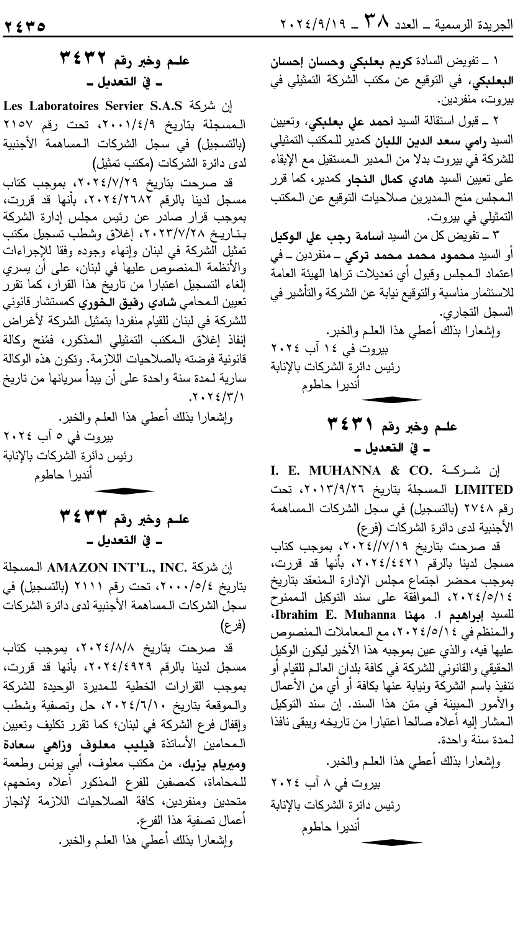 الجريدة الرسمية ــ العدد ٣٨ ــ ٢٠٢٤/٩/١٩
٢٤٣٥
١ ــ تفويض السادة كريم بعلبكي وحسان إحسان
البعلبكي، في التوقيع عن مكتب الشركة التمثيلي في
بيروت، منفردين.
٢ ــ قبول استقالة السيد أحمد علي بعلبكي، وتعيين
السيد رامي سعد الدين اللبان كمدير للمكتب التمثيلي
للشركة في بيروت بدلا من المدير المستقيل مع الإبقاء
على تعيين السيد هادي كمال النجار كمدير، كما قرر
المجلس منح المديرين صلاحيات التوقيع عن المكتب
التمثيلي في بيروت.
٣ ــ تفويض كل من السيد أسامة رجب علي الوكيل
أو السيد محمود محمد محمد تركي ــ منفردين ــ في
اعتماد المجلس وقبول أي تعديلات تراها الهيئة العامة
للاستثمار مناسبة والتوقيع نيابة عن الشركة والتأشير في
السجل التجاري.
وإشعارا بذلك أعطي هذا العلم والخبر.
بيروت في ١٤ آب ٢٠٢٤
رئيس دائرة الشركات بالإنابة
أنديرا حاطوم
علم وخبر رقم ٣٤٣١
ــ في التعديل ــ
إن شركة I. E. MUHANNA & CO.
LIMITED المسجلة بتاريخ ٢٠١٣/٩/٢٦، تحت
رقم ٢٧٤٨ (بالتسجيل) في سجل الشركات المساهمة
الأجنبية لدى دائرة الشركات (فرع)
قد صرحت بتاريخ ٢٠٢٤//٧/١٩، بموجب كتاب
مسجل لدينا بالرقم ٢٠٢٤/٤٤٢١، بأنها قد قررت،
بموجب محضر اجتماع مجلس الإدارة المنعقد بتاريخ
٢٠٢٤/٥/١٤، الموافقة على سند التوكيل الممنوح
للسيد إبراهيم ا. مهنا Ibrahim E. Muhanna،
والمنظم في ٢٠٢٤/٥/١٤، مع المعاملات المنصوص
عليها فيه، والذي عين بموجبه هذا الأخير ليكون الوكيل
الحقيقي والقانوني للشركة في كافة بلدان العالم للقيام أو
تنفيذ باسم الشركة ونيابة عنها بكافة أو أي من الأعمال
والأمور المبينة في متن هذا السند. إن سند التوكيل
المشار إليه أعلاه صالحا اعتبارا من تاريخه ويبقى نافذا
لمدة سنة واحدة.
وإشعارا بذلك أعطي هذا العلم والخبر.
بيروت في ٨ آب ٢٠٢٤
رئيس دائرة الشركات بالإنابة
أنديرا حاطوم
علم وخبر رقم ٣٤٣٢
ــ في التعديل ــ
إن شركة Les Laboratoires Servier S.A.S
المسجلة بتاريخ ٢٠٠١/٤/٩، تحت رقم ٢١٥٧
(بالتسجيل) في سجل الشركات المساهمة الأجنبية
لدى دائرة الشركات (مكتب تمثيل)
قد صرحت بتاريخ ٢٠٢٤/٧/٢٩، بموجب كتاب
مسجل لدينا بالرقم ٢٠٢٤/٢٦٨٢، بأنها قد قررت،
بموجب قرار صادر عن رئيس مجلس إدارة الشركة
بتاريخ ٢٠٢٣/٧/٢٨، إغلاق وشطب تسجيل مكتب
تمثيل الشركة في لبنان وإنهاء وجوده وفقا للإجراءات
والأنظمة المنصوص عليها في لبنان، على أن يسري
إلغاء التسجيل اعتبارا من تاريخ هذا القرار، كما تقرر
تعيين المحامي شادي رفيق الخوري كمستشار قانوني
للشركة في لبنان للقيام منفردا بتمثيل الشركة لأغراض
إنفاذ إغلاق المكتب التمثيلي المذكور، فمُنح وكالة
قانونية فوضته بالصلاحيات اللازمة. وتكون هذه الوكالة
سارية لمدة سنة واحدة على أن يبدأ سريانها من تاريخ
٢٠٢٤/٣/١.
وإشعارا بذلك أعطي هذا العلم والخبر.
بيروت في ٥ آب ٢٠٢٤
رئيس دائرة الشركات بالإنابة
أنديرا حاطوم
علم وخبر رقم ٣٤٣٣
ــ في التعديل ــ
إن شركة AMAZON INT'L., INC. المسجلة
بتاريخ ٢٠٠٠/٥/٤، تحت رقم ٢١١١ (بالتسجيل) في
سجل الشركات المساهمة الأجنبية لدى دائرة الشركات
(فرع)
قد صرحت بتاريخ ٢٠٢٤/٨/٨، بموجب كتاب
مسجل لدينا بالرقم ٢٠٢٤/٤٩٢٩، بأنها قد قررت،
بموجب القرارات الخطية للمديرة الوحيدة للشركة
والموقعة بتاريخ ٢٠٢٤/٦/١٠، حل وتصفية وشطب
وإقفال فرع الشركة في لبنان؛ كما تقرر تكليف وتعيين
المحامين الأساتذة فيليب معلوف وزاهي سعادة
وميريام يزبك، من مكتب معلوف، أبي يونس وطعمة
للمحاماة، كمصفين للفرع المذكور أعلاه ومنحهم،
متحدين ومنفردين، كافة الصلاحيات اللازمة لإنجاز
أعمال تصفية هذا الفرع.
وإشعارا بذلك أعطي هذا العلم والخبر.